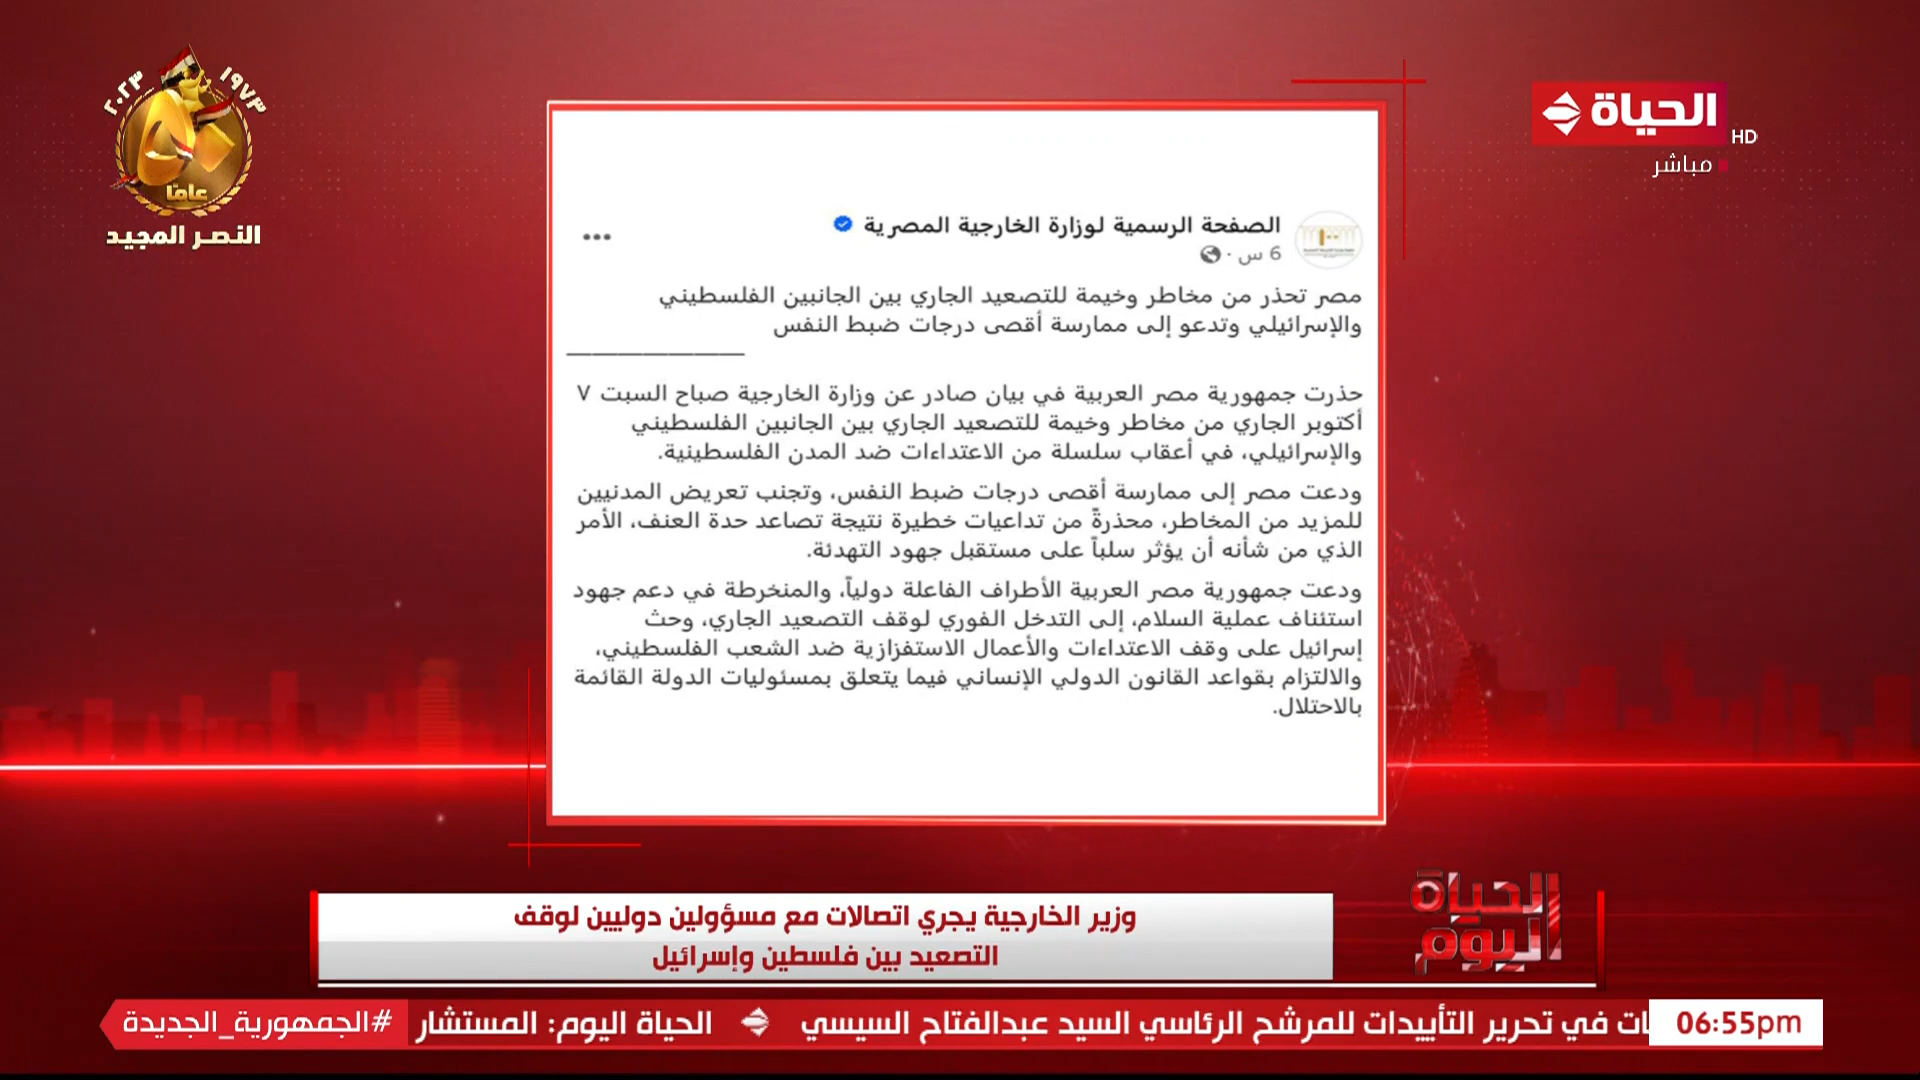 ١٩٧٣
٢٠٢٣
٥٠
عامًا
النصر المجيد
الحياة
HD
مباشر
الصفحة الرسمية لوزارة الخارجية المصرية
6 س ·
مصر تحذر من مخاطر وخيمة للتصعيد الجاري بين الجانبين الفلسطيني
والإسرائيلي وتدعو إلى ممارسة أقصى درجات ضبط النفس
حذرت جمهورية مصر العربية في بيان صادر عن وزارة الخارجية صباح السبت ٧
أكتوبر الجاري من مخاطر وخيمة للتصعيد الجاري بين الجانبين الفلسطيني
والإسرائيلي، في أعقاب سلسلة من الاعتداءات ضد المدن الفلسطينية.
ودعت مصر إلى ممارسة أقصى درجات ضبط النفس، وتجنب تعريض المدنيين
للمزيد من المخاطر، محذرةً من تداعيات خطيرة نتيجة تصاعد حدة العنف، الأمر
الذي من شأنه أن يؤثر سلباً على مستقبل جهود التهدئة.
ودعت جمهورية مصر العربية الأطراف الفاعلة دولياً، والمنخرطة في دعم جهود
استئناف عملية السلام، إلى التدخل الفوري لوقف التصعيد الجاري، وحث
إسرائيل على وقف الاعتداءات والأعمال الاستفزازية ضد الشعب الفلسطيني،
والالتزام بقواعد القانون الدولي الإنساني فيما يتعلق بمسئوليات الدولة القائمة
بالاحتلال.
الحياة
اليوم
وزير الخارجية يجري اتصالات مع مسؤولين دوليين لوقف
التصعيد بين فلسطين وإسرائيل
06:55pm
في تحرير التأييدات للمرشح الرئاسي السيد عبدالفتاح السيسي الحياة اليوم: المستشار
#الجمهورية_الجديدة